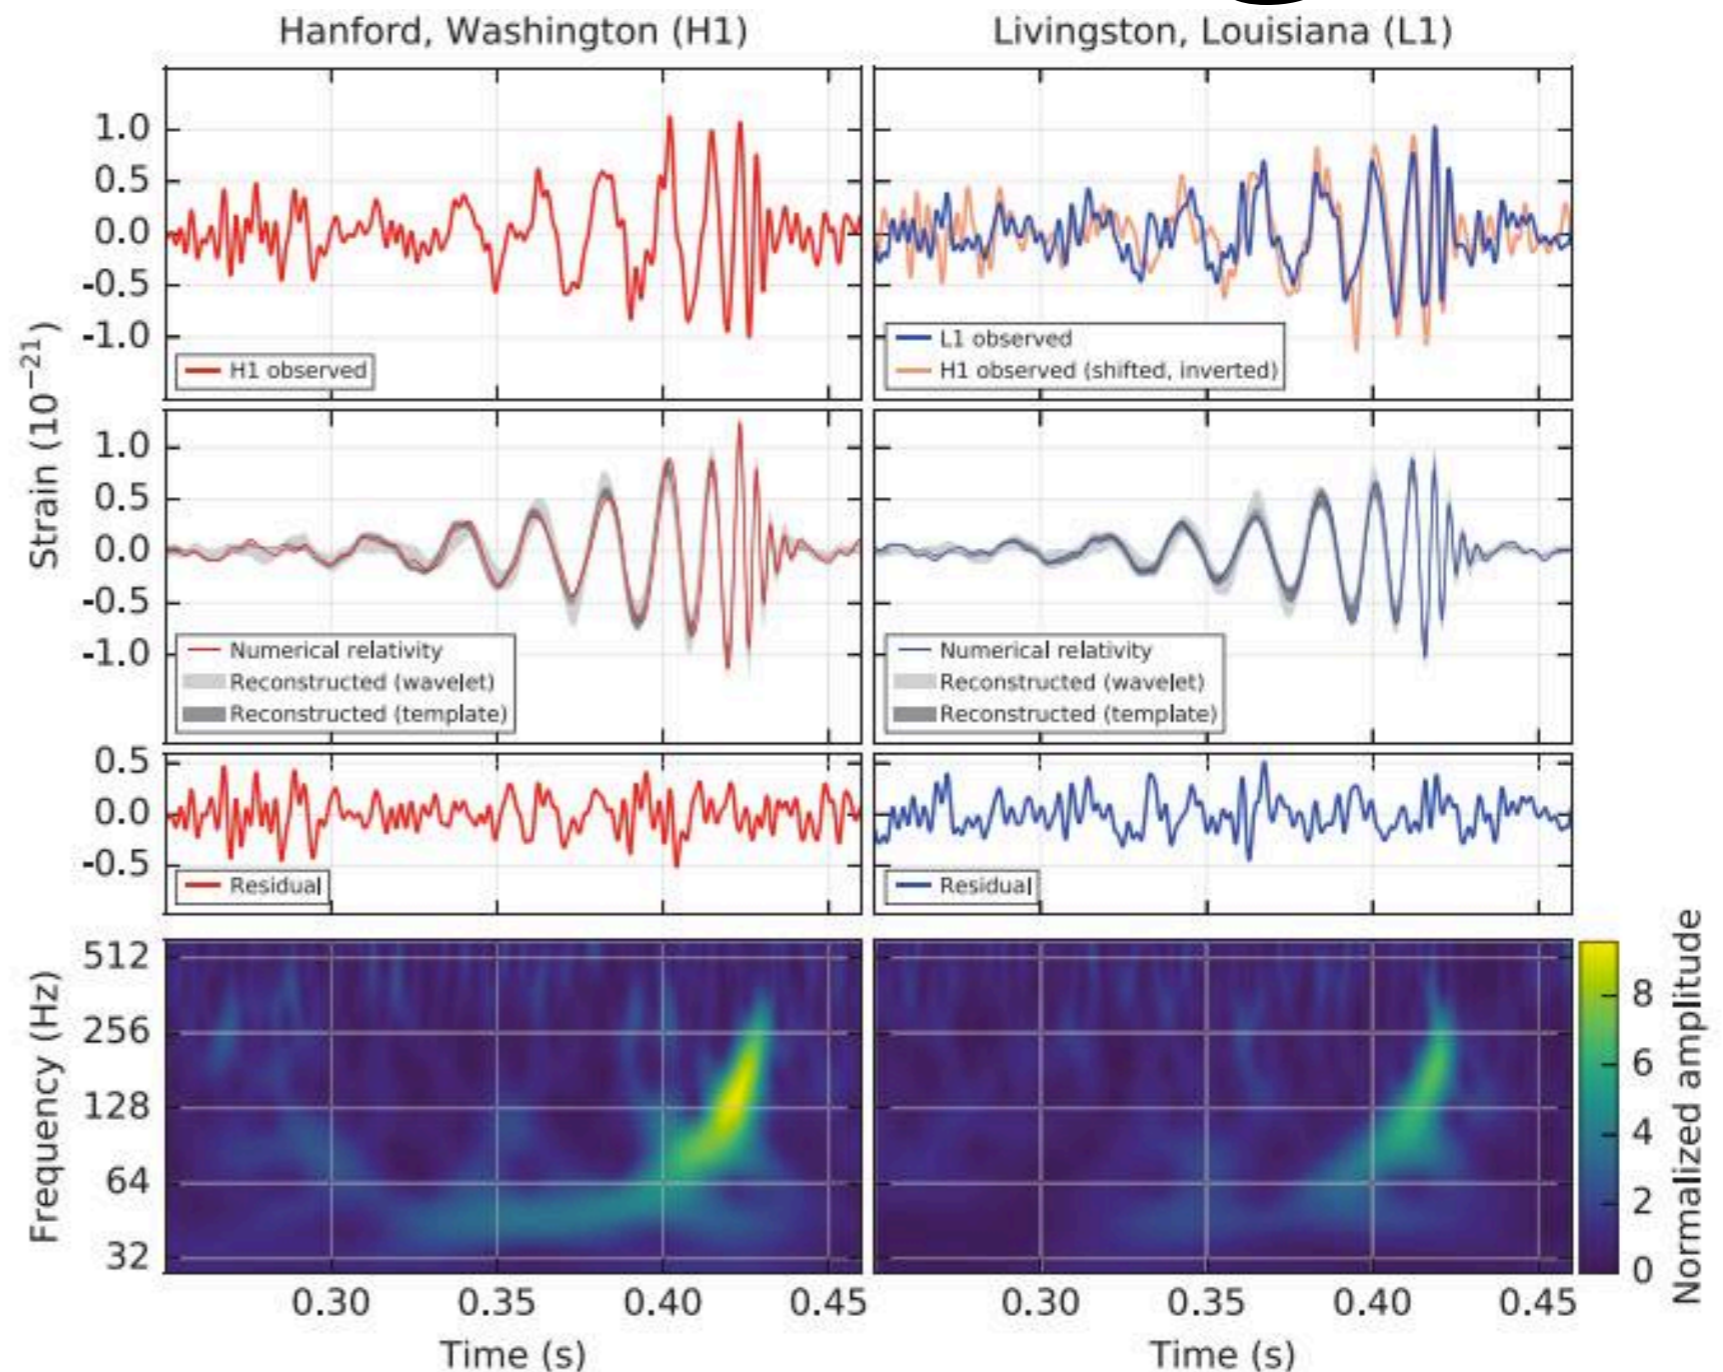 Hanford, Washington (H1)
Livingston, Louisiana (L1)
Strain (10⁻²¹)
1.0
0.5
0.0
-0.5
-1.0
H1 observed
L1 observed
H1 observed (shifted, inverted)
1.0
0.5
0.0
-0.5
-1.0
Numerical relativity
Reconstructed (wavelet)
Reconstructed (template)
Numerical relativity
Reconstructed (wavelet)
Reconstructed (template)
0.5
0.0
-0.5
Residual
Residual
Frequency (Hz)
512
256
128
64
32
0.30 0.35 0.40 0.45
Time (s)
0.30 0.35 0.40 0.45
Time (s)
8
6
4
2
0
Normalized amplitude